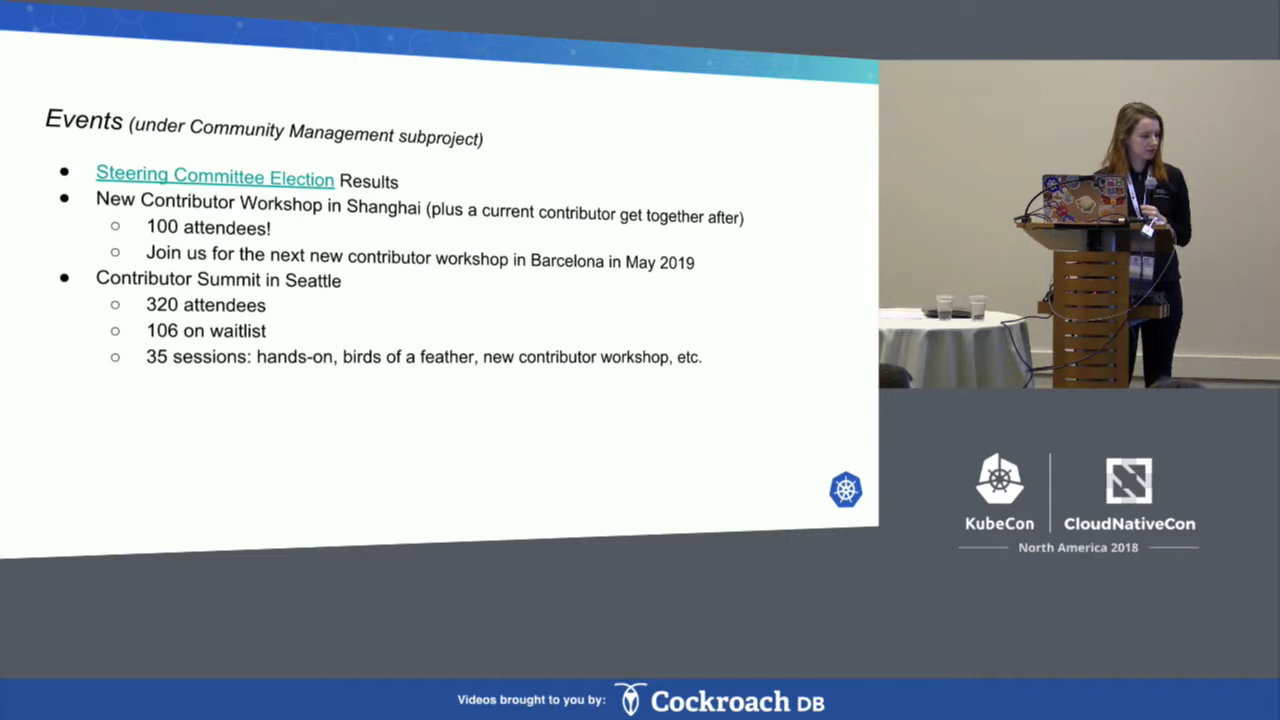 Events (under Community Management subproject)
● Steering Committee Election Results
● New Contributor Workshop in Shanghai (plus a current contributor get together after)
○ 100 attendees!
○ Join us for the next new contributor workshop in Barcelona in May 2019
● Contributor Summit in Seattle
○ 320 attendees
○ 106 on waitlist
○ 35 sessions: hands-on, birds of a feather, new contributor workshop, etc.
KubeCon
CloudNativeCon
North America 2018
Videos brought to you by: Cockroach DB